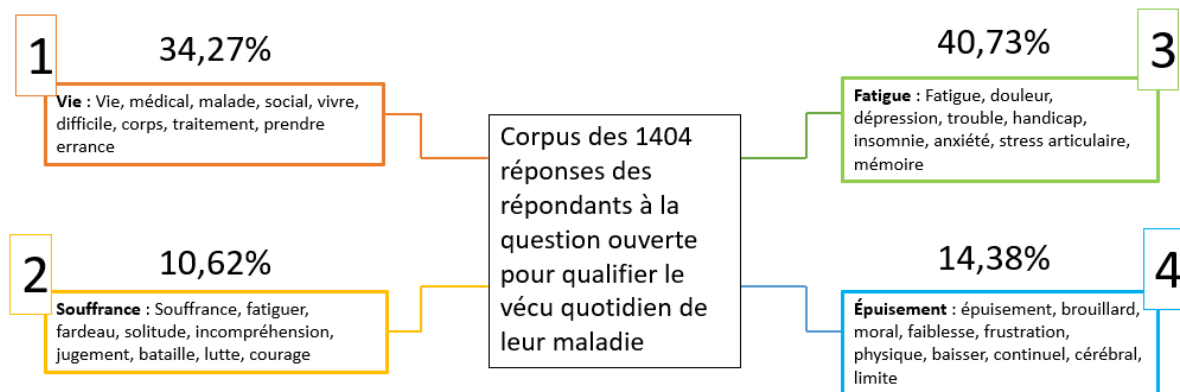 1
34,27%
Vie : Vie, médical, malade, social, vivre,
difficile, corps, traitement, prendre
errance
2
10,62%
Souffrance : Souffrance, fatiguer,
fardeau, solitude, incompréhension,
jugement, bataille, lutte, courage
Corpus des 1404
réponses des
répondants à la
question ouverte
pour qualifier le
vécu quotidien de
leur maladie
40,73%
3
Fatigue : Fatigue, douleur,
dépression, trouble, handicap,
insomnie, anxiété, stress articulaire,
mémoire
14,38%
4
Épuisement : épuisement, brouillard,
moral, faiblesse, frustration,
physique, baisser, continuel, cérébral,
limite